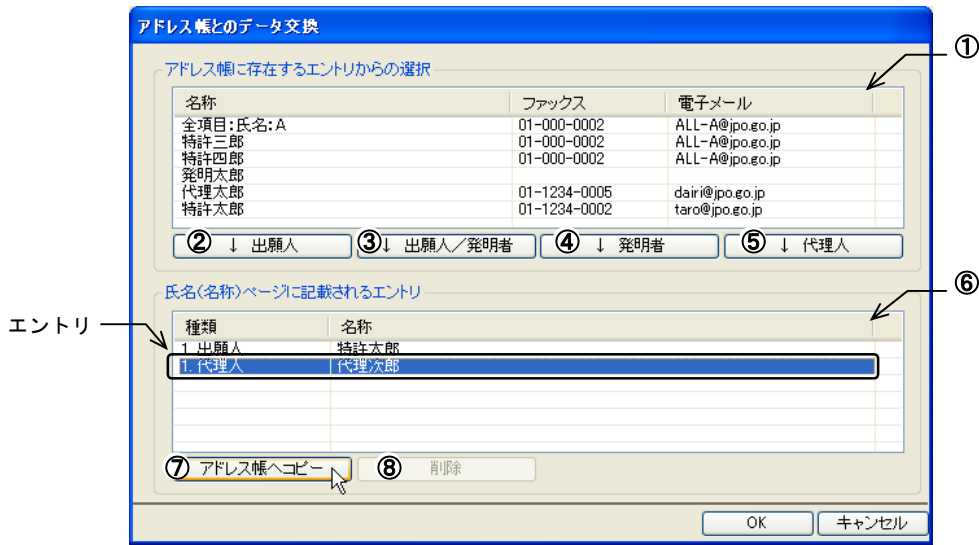 アドレス帳とのデータ交換
①
アドレス帳に存在するエントリからの選択
名称 ファックス 電子メール
全項目:氏名:A 01-000-0002 ALL-A@jpo.go.jp
特許三郎 01-000-0002 ALL-A@jpo.go.jp
特許四郎 01-000-0002 ALL-A@jpo.go.jp
発明太郎
代理太郎 01-1234-0005 dairi@jpo.go.jp
特許太郎 01-1234-0002 taro@jpo.go.jp
② ↓ 出願人 ③↓ 出願人/発明者 ④ ↓ 発明者 ⑤ ↓ 代理人
氏名(名称)ページに記載されるエントリ
⑥
エントリ
種類 名称
1. 出願人 特許太郎
1. 代理人 代理次郎
⑦ アドレス帳へコピー ⑧ 削除
OK キャンセル